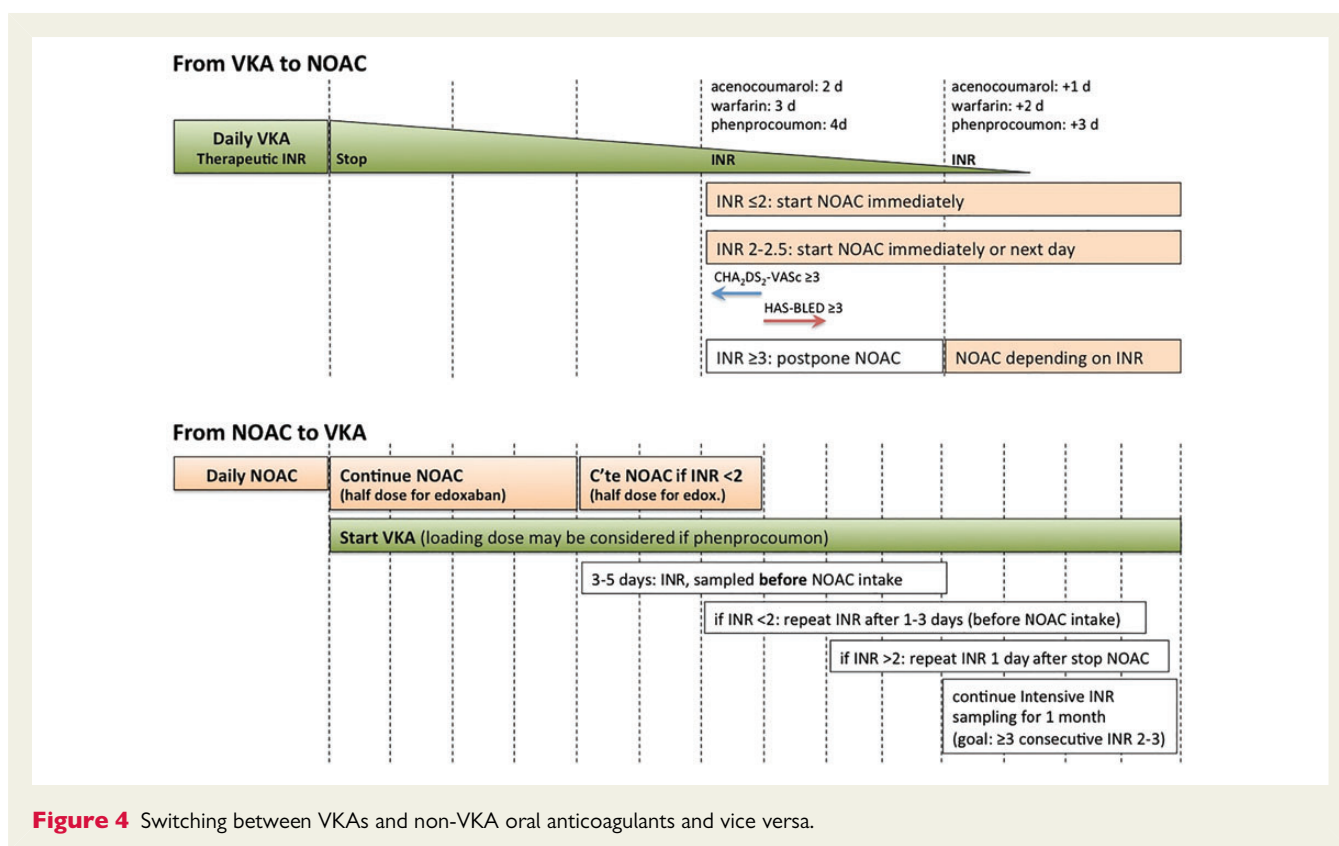 From VKA to NOAC
acenocoumarol: 2 d
warfarin: 3 d
phenprocoumon: 4d
acenocoumarol: +1 d
warfarin: +2 d
phenprocoumon: +3 d
Daily VKA
Therapeutic INR
Stop
INR
INR
INR ≤2: start NOAC immediately
INR 2-2.5: start NOAC immediately or next day
CHA₂DS₂-VASc ≥3
HAS-BLED ≥3
INR ≥3: postpone NOAC
NOAC depending on INR
From NOAC to VKA
Daily NOAC
Continue NOAC
(half dose for edoxaban)
C'te NOAC if INR <2
(half dose for edox.)
Start VKA (loading dose may be considered if phenprocoumon)
3-5 days: INR, sampled before NOAC intake
if INR <2: repeat INR after 1-3 days (before NOAC intake)
if INR >2: repeat INR 1 day after stop NOAC
continue Intensive INR
sampling for 1 month
(goal: ≥3 consecutive INR 2-3)
Figure 4 Switching between VKAs and non-VKA oral anticoagulants and vice versa.